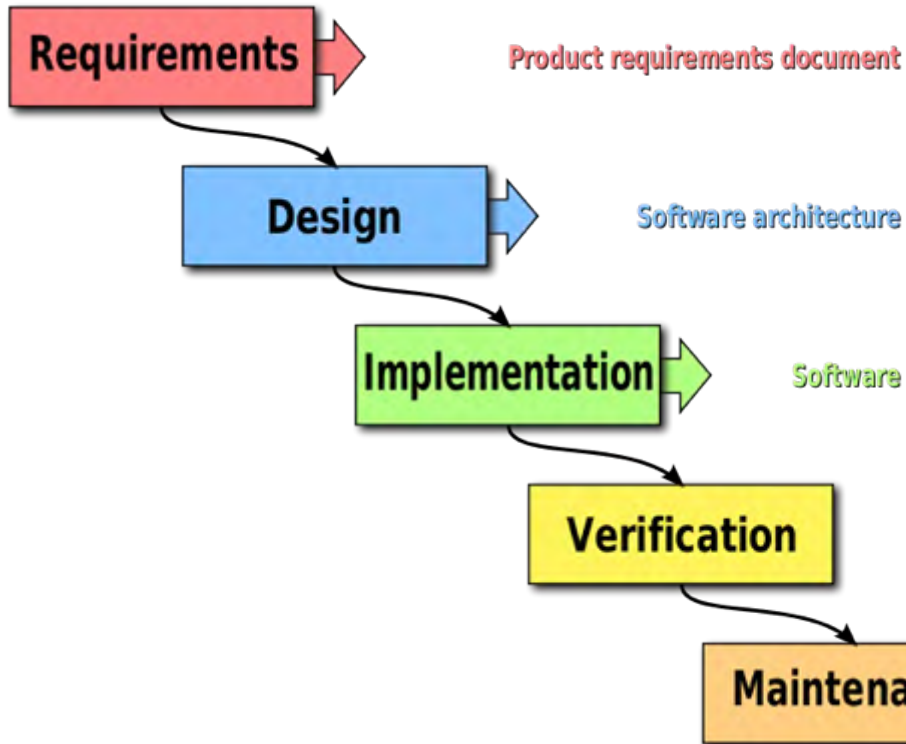 Requirements
Product requirements document
Design
Software architecture
Implementation
Software
Verification
Maintena